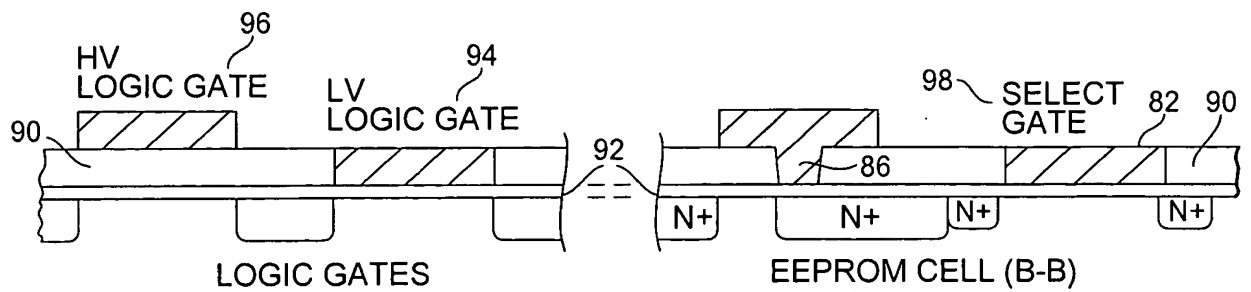 HV
LOGIC GATE
96
LV
LOGIC GATE
94
98
SELECT
GATE
82
90
90
92
86
N+
N+
N+
N+
LOGIC GATES
EEPROM CELL (B-B)